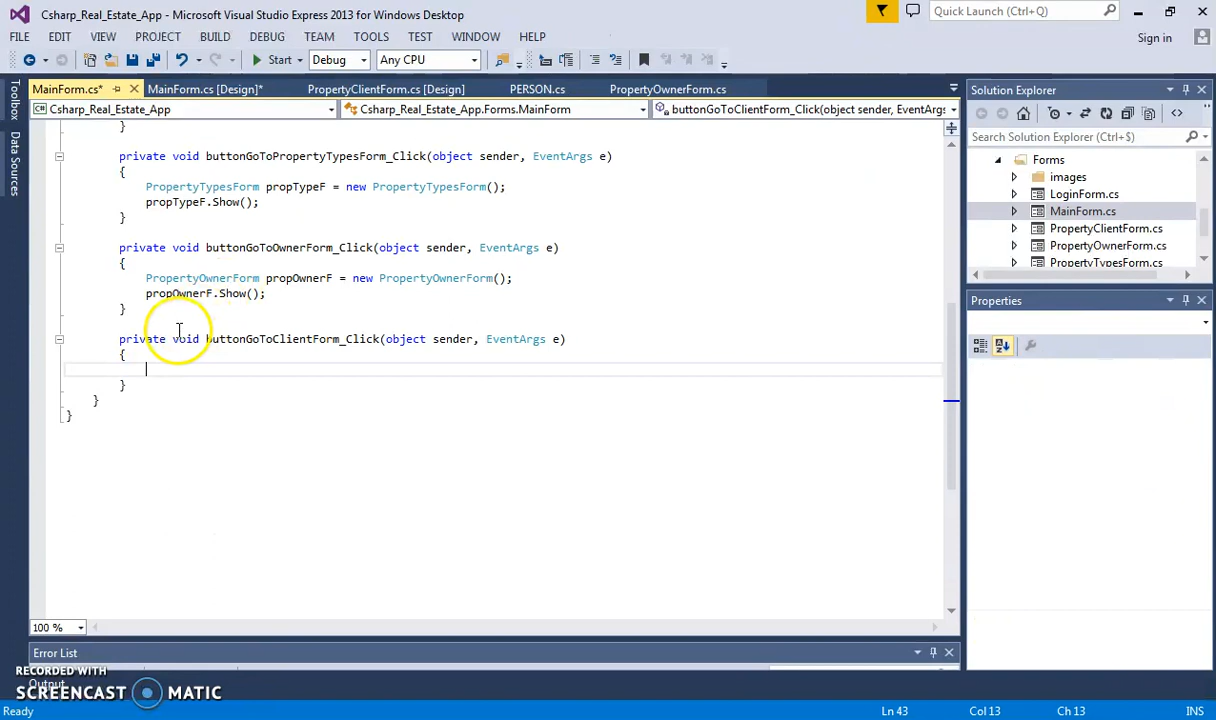 Csharp_Real_Estate_App - Microsoft Visual Studio Express 2013 for Windows Desktop
Quick Launch (Ctrl+Q)
FILE EDIT VIEW PROJECT BUILD DEBUG TEAM TOOLS TEST WINDOW HELP
Sign in
Start Debug Any CPU
Toolbox
Data Sources
MainForm.cs* MainForm.cs [Design]* PropertyClientForm.cs [Design] PERSON.cs PropertyOwnerForm.cs
Csharp_Real_Estate_App Csharp_Real_Estate_App.Forms.MainForm buttonGoToClientForm_Click(object sender, EventArgs
}
private void buttonGoToPropertyTypesForm_Click(object sender, EventArgs e)
{
PropertyTypesForm propTypeF = new PropertyTypesForm();
propTypeF.Show();
}
private void buttonGoToOwnerForm_Click(object sender, EventArgs e)
{
PropertyOwnerForm propOwnerF = new PropertyOwnerForm();
propOwnerF.Show();
}
private void buttonGoToClientForm_Click(object sender, EventArgs e)
{
}
}
}
100 %
Solution Explorer
Search Solution Explorer (Ctrl+$)
Forms
images
LoginForm.cs
MainForm.cs
PropertyClientForm.cs
PropertyOwnerForm.cs
PropertyTypesForm.cs
Properties
Error List
Output
RECORDED WITH
SCREENCAST MATIC
Ready Ln 43 Col 13 Ch 13 INS